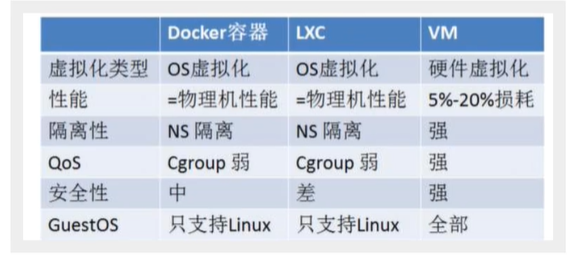 Docker容器 LXC VM
虚拟化类型 OS虚拟化 OS虚拟化 硬件虚拟化
性能 =物理机性能 =物理机性能 5%-20%损耗
隔离性 NS 隔离 NS 隔离 强
QoS Cgroup 弱 Cgroup 弱 强
安全性 中 差 强
GuestOS 只支持Linux 只支持Linux 全部